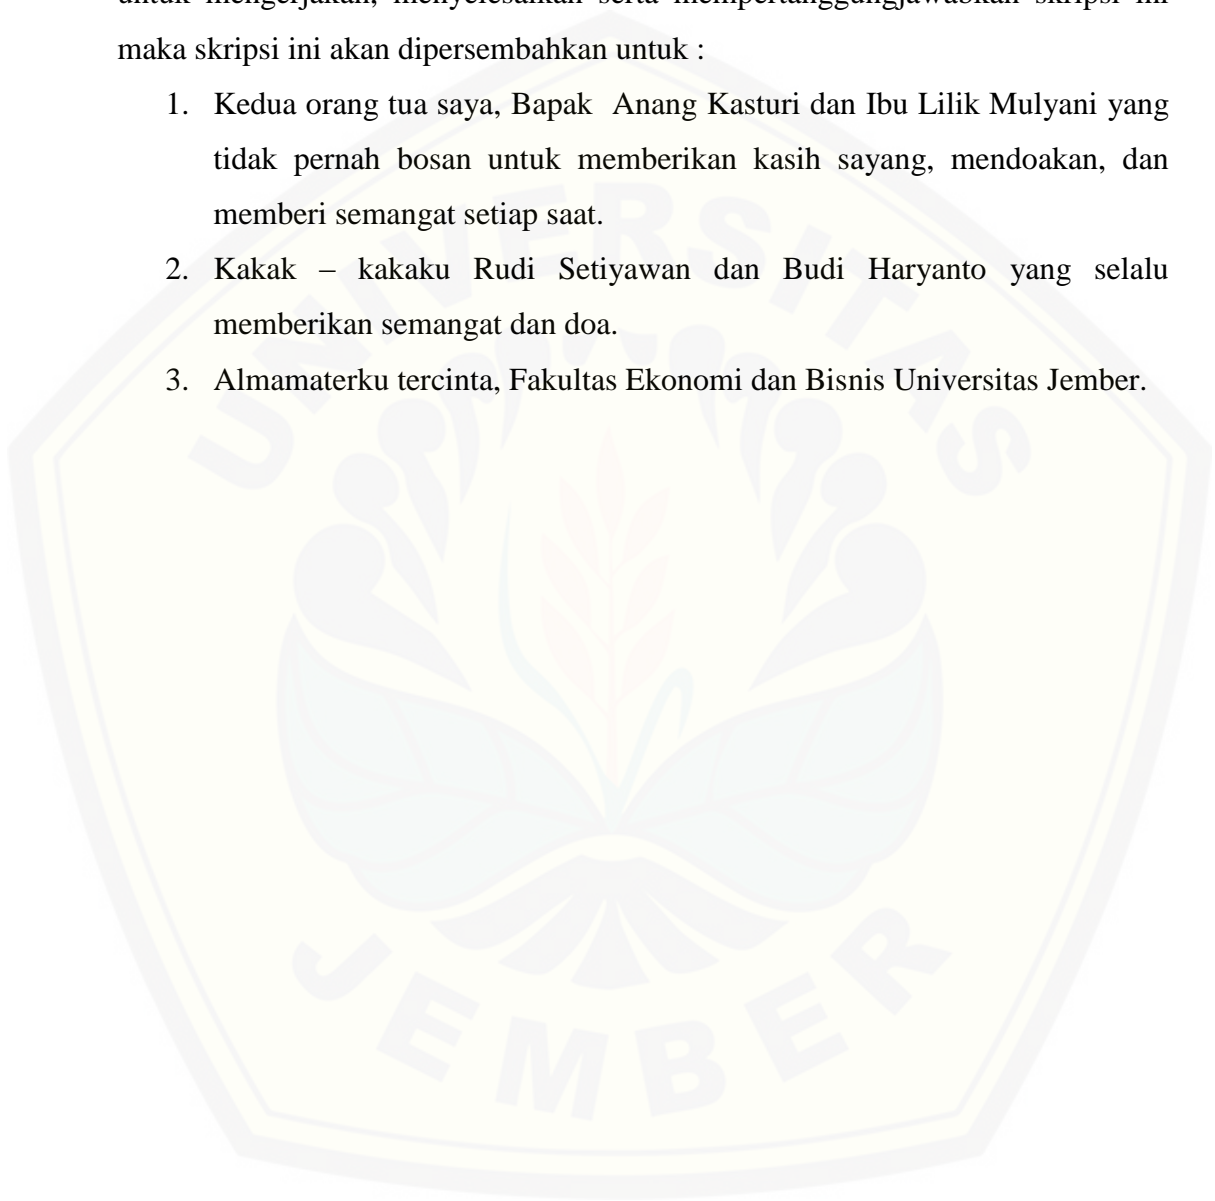 untuk mengerjakan, menyelesaikan serta mempertanggungjawabkan skripsi ini
maka skripsi ini akan dipersembahkan untuk :
1. Kedua orang tua saya, Bapak Anang Kasturi dan Ibu Lilik Mulyani yang
tidak pernah bosan untuk memberikan kasih sayang, mendoakan, dan
memberi semangat setiap saat.
2. Kakak – kakaku Rudi Setiyawan dan Budi Haryanto yang selalu
memberikan semangat dan doa.
3. Almamaterku tercinta, Fakultas Ekonomi dan Bisnis Universitas Jember.
UNIVERSITAS
JEMBER